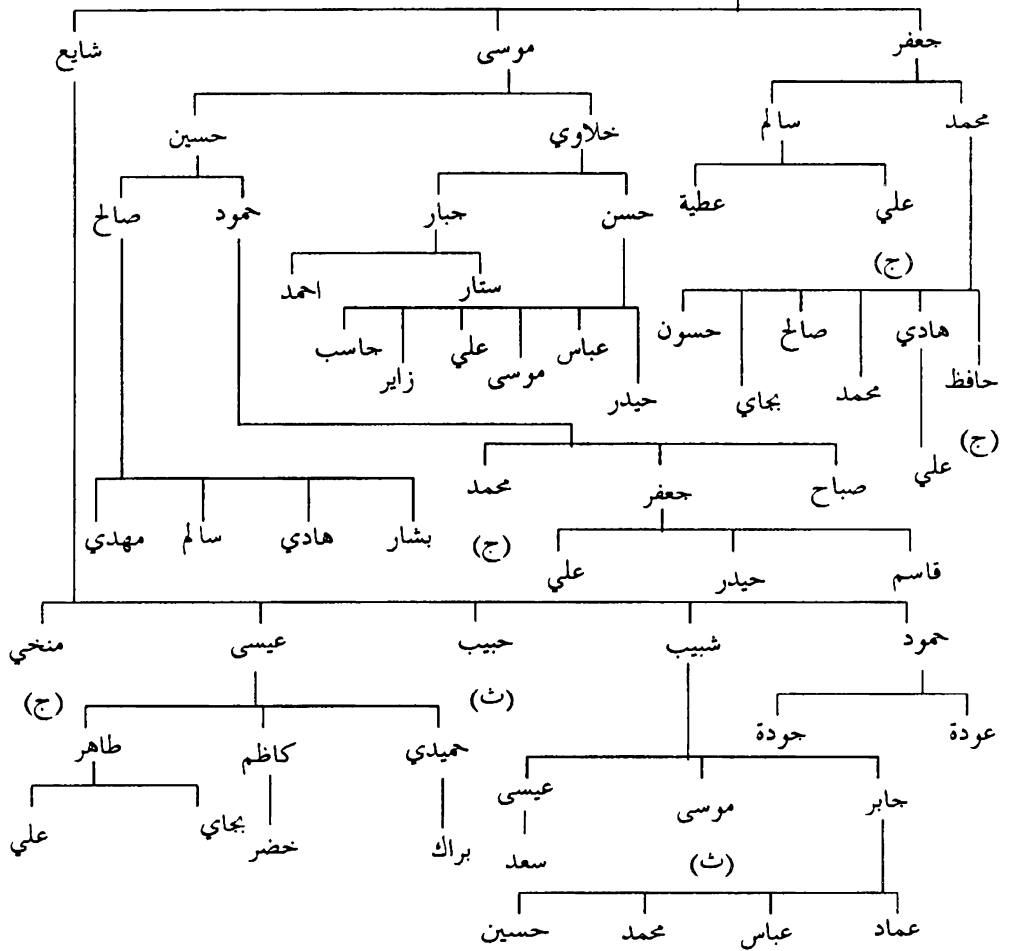 جعفر موسى شايع
محمد سالم خلاوي حسين
علي عطية حسن جبار حمود صالح
(ج)
ستار احمد
حافظ هادي محمد صالح بجاي حسون
حيدر عباس موسى علي زاير حاسب
(ج) علي
صباح جعفر محمد
(ج)
بشار هادي سالم مهدي
قاسم حيدر علي
حمود شبيب حبيب عيسى منخي
(ث) (ج)
عودة جودة
حميدي كاظم طاهر
جابر موسى عيسى
(ث)
براك خضر بجاي علي
سعد
عماد عباس محمد حسين